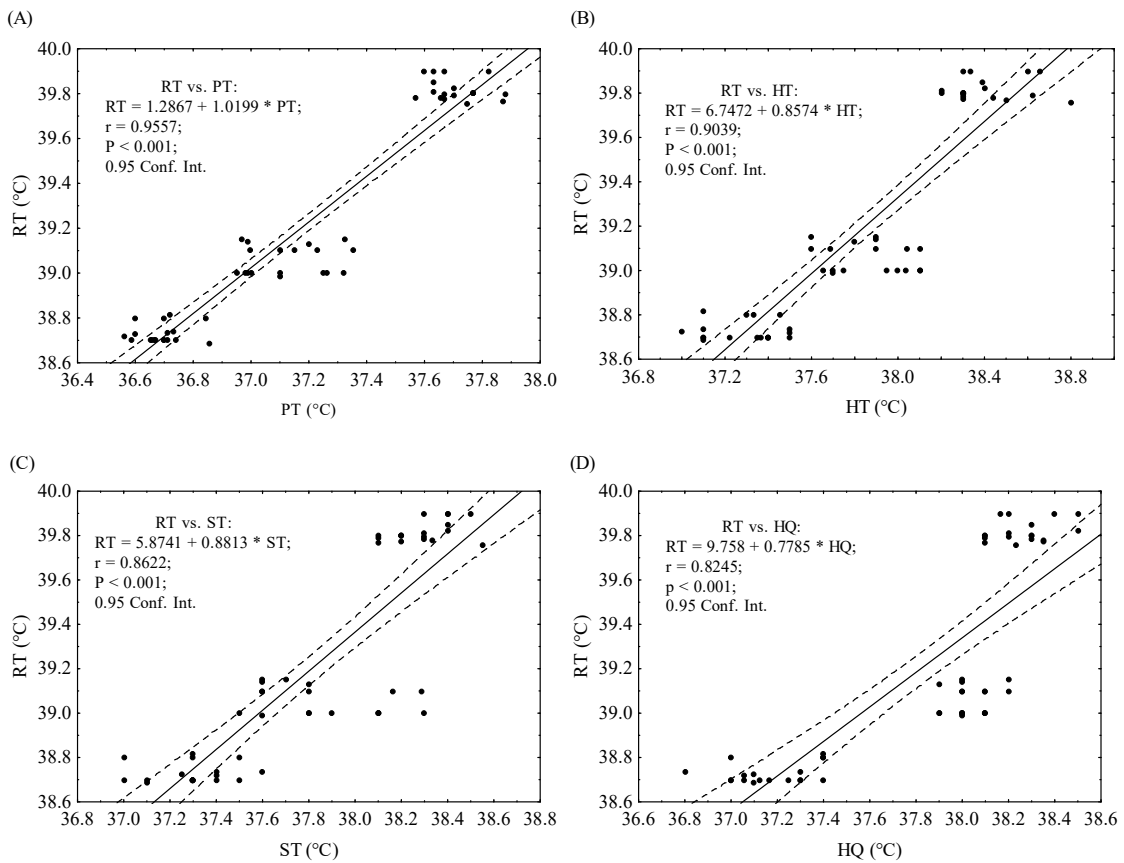 (A)
RT vs. PT:
RT = 1.2867 + 1.0199 * PT;
r = 0.9557;
P < 0.001;
0.95 Conf. Int.
40.0
39.8
39.6
39.4
39.2
39.0
38.8
38.6
RT (°C)
36.4 36.6 36.8 37.0 37.2 37.4 37.6 37.8 38.0
PT (°C)
(B)
RT vs. HT:
RT = 6.7472 + 0.8574 * HT;
r = 0.9039;
P < 0.001;
0.95 Conf. Int.
40.0
39.8
39.6
39.4
39.2
39.0
38.8
38.6
RT (°C)
36.8 37.0 37.2 37.4 37.6 37.8 38.0 38.2 38.4 38.6 38.8
HT (°C)
(C)
RT vs. ST:
RT = 5.8741 + 0.8813 * ST;
r = 0.8622;
P < 0.001;
0.95 Conf. Int.
40.0
39.8
39.6
39.4
39.2
39.0
38.8
38.6
RT (°C)
36.8 37.0 37.2 37.4 37.6 37.8 38.0 38.2 38.4 38.6 38.8
ST (°C)
(D)
RT vs. HQ:
RT = 9.758 + 0.7785 * HQ;
r = 0.8245;
p < 0.001;
0.95 Conf. Int.
40.0
39.8
39.6
39.4
39.2
39.0
38.8
38.6
RT (°C)
36.6 36.8 37.0 37.2 37.4 37.6 37.8 38.0 38.2 38.4 38.6
HQ (°C)